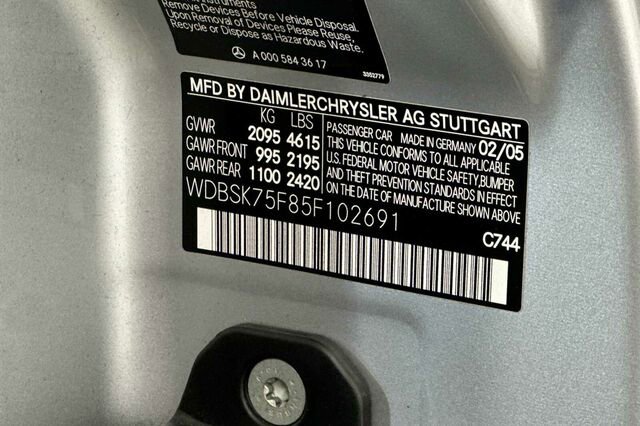 Instruments
Remove Devices Before Vehicle Disposal.
Upon Removal of Devices Please Reuse,
Recycle or Dispose as Hazardous Waste.
A 000 584 36 17
3352779
MFD BY DAIMLERCHRYSLER AG STUTTGART
KG LBS
GVWR 2095 4615
GAWR FRONT 995 2195
GAWR REAR 1100 2420
PASSENGER CAR MADE IN GERMANY 02/05
THIS VEHICLE CONFORMS TO ALL APPLICABLE
U.S. FEDERAL MOTOR VEHICLE SAFETY, BUMPER
AND THEFT PREVENTION STANDARDS IN EFFECT
ON THE DATE OF MANUFACTURE SHOWN ABOVE
WDBSK75F85F102691
C744